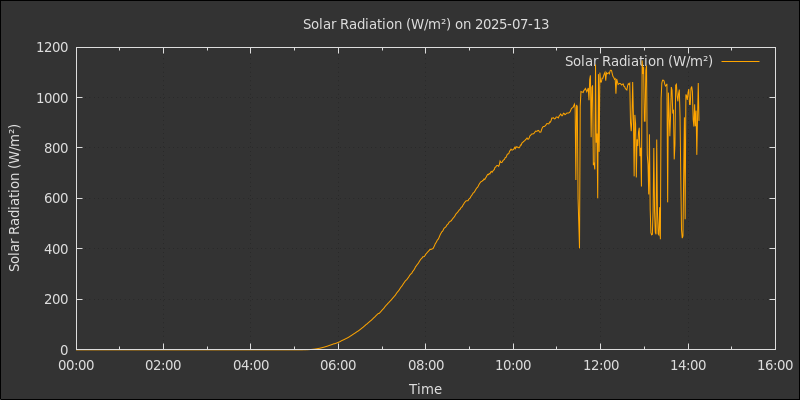 Solar Radiation (W/m²) on 2025-07-13
Solar Radiation (W/m²)
1200
1000
800
600
400
200
0
Solar Radiation (W/m²)
00:00 02:00 04:00 06:00 08:00 10:00 12:00 14:00 16:00
Time